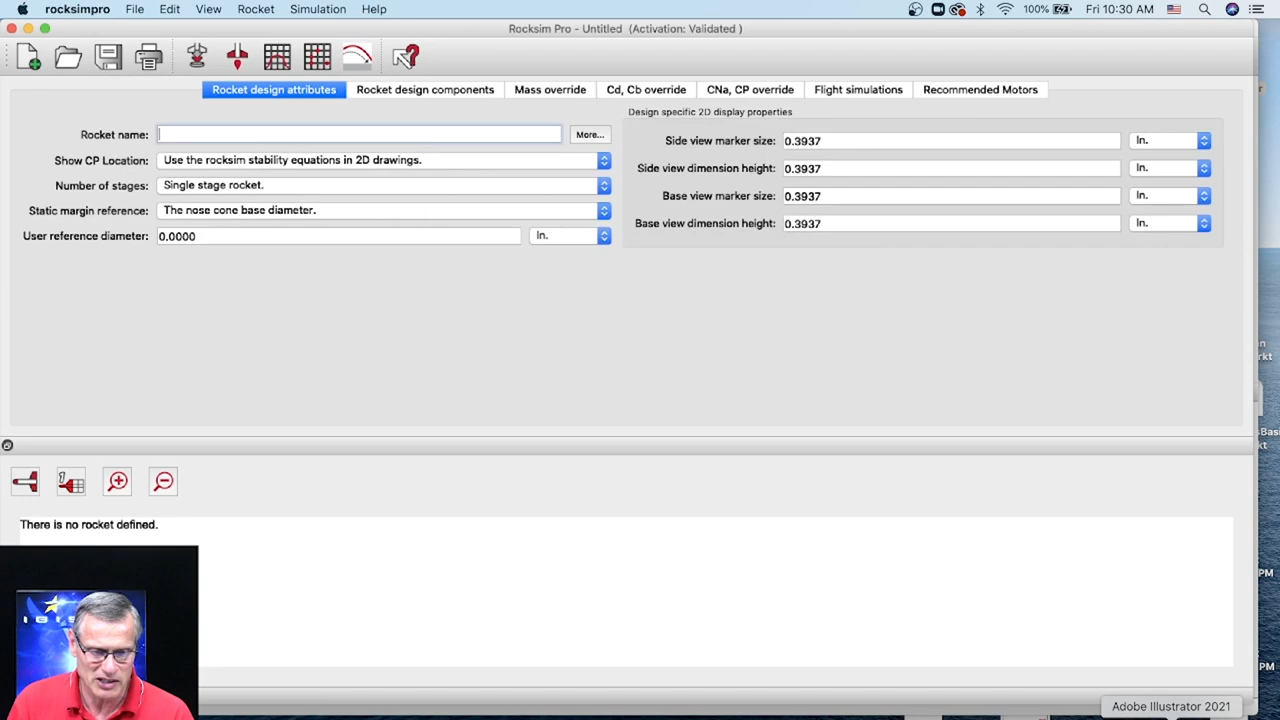 rocksimpro File Edit View Rocket Simulation Help 100% Fri 10:30 AM
Rocksim Pro - Untitled (Activation: Validated )
Rocket design attributes Rocket design components Mass override Cd, Cb override CNa, CP override Flight simulations Recommended Motors
Design specific 2D display properties
Rocket name: More...
Show CP Location: Use the rocksim stability equations in 2D drawings.
Number of stages: Single stage rocket.
Static margin reference: The nose cone base diameter.
User reference diameter: 0.0000 In.
Side view marker size: 0.3937 In.
Side view dimension height: 0.3937 In.
Base view marker size: 0.3937 In.
Base view dimension height: 0.3937 In.
There is no rocket defined.
rkt
PM
PM
Adobe Illustrator 2021